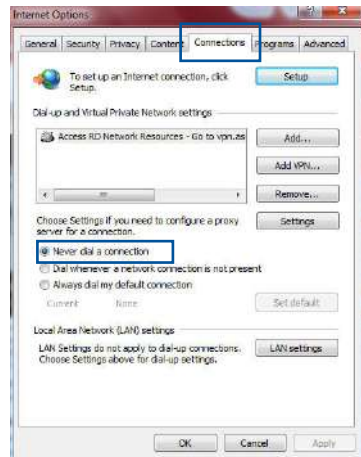 Internet Options
General Security Privacy Content Connections Programs Advanced
To set up an Internet connection, click
Setup.
Setup
Dial-up and Virtual Private Network settings
Access RD Network Resources - Go to vpn.as
Add...
Add VPN...
Remove...
Choose Settings if you need to configure a proxy
server for a connection.
Settings
Never dial a connection
Dial whenever a network connection is not present
Always dial my default connection
Current None
Set default
Local Area Network (LAN) settings
LAN Settings do not apply to dial-up connections.
Choose Settings above for dial-up settings.
LAN settings
OK Cancel Apply